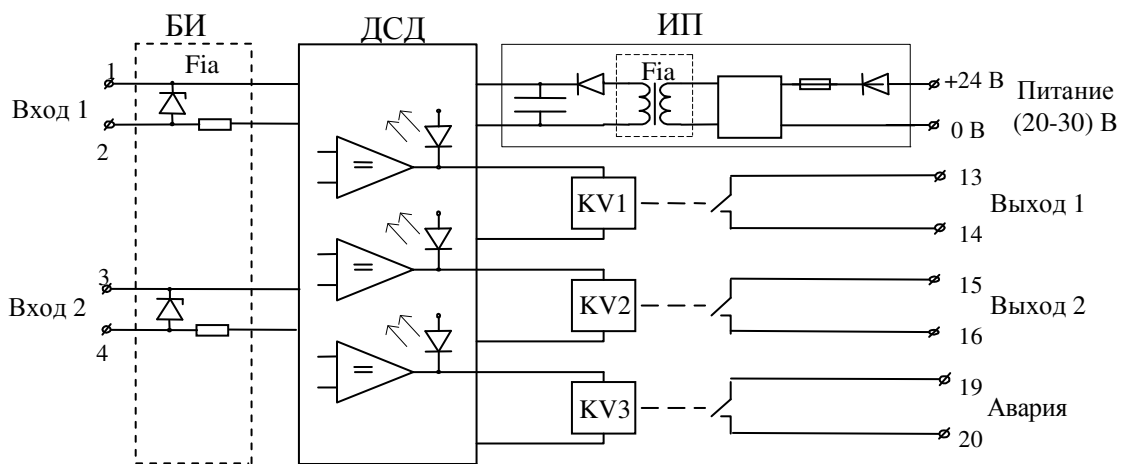 БИ
ДСД
ИП
Fia
Fia
1
Вход 1
2
+24 В
0 В
Питание
(20-30) В
=
KV1
13
Выход 1
14
=
3
Вход 2
4
KV2
15
Выход 2
16
=
KV3
19
Авария
20